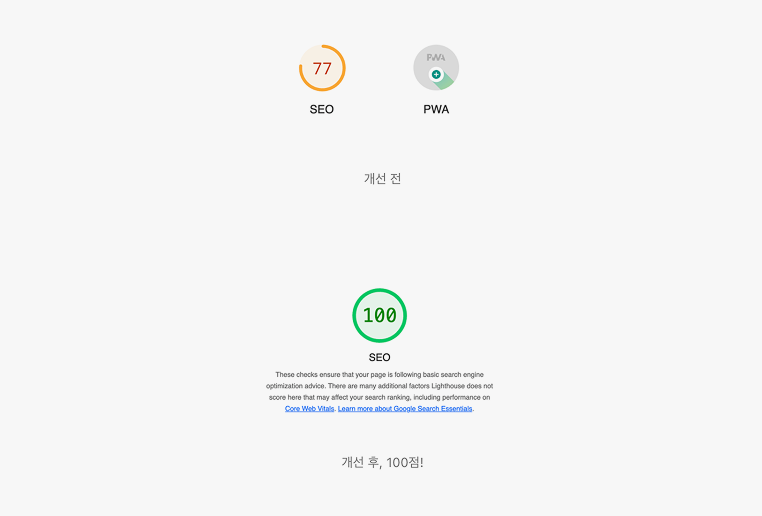 77
PWA
SEO
PWA
개선 전
100
SEO
These checks ensure that your page is following basic search engine
optimization advice. There are many additional factors Lighthouse does not
score here that may affect your search ranking, including performance on
Core Web Vitals. Learn more about Google Search Essentials.
개선 후, 100점!